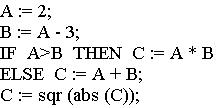 A := 2;
B := A - 3;
IF A>B THEN C := A * B
ELSE C := A + B;
C := sqr (abs (C));